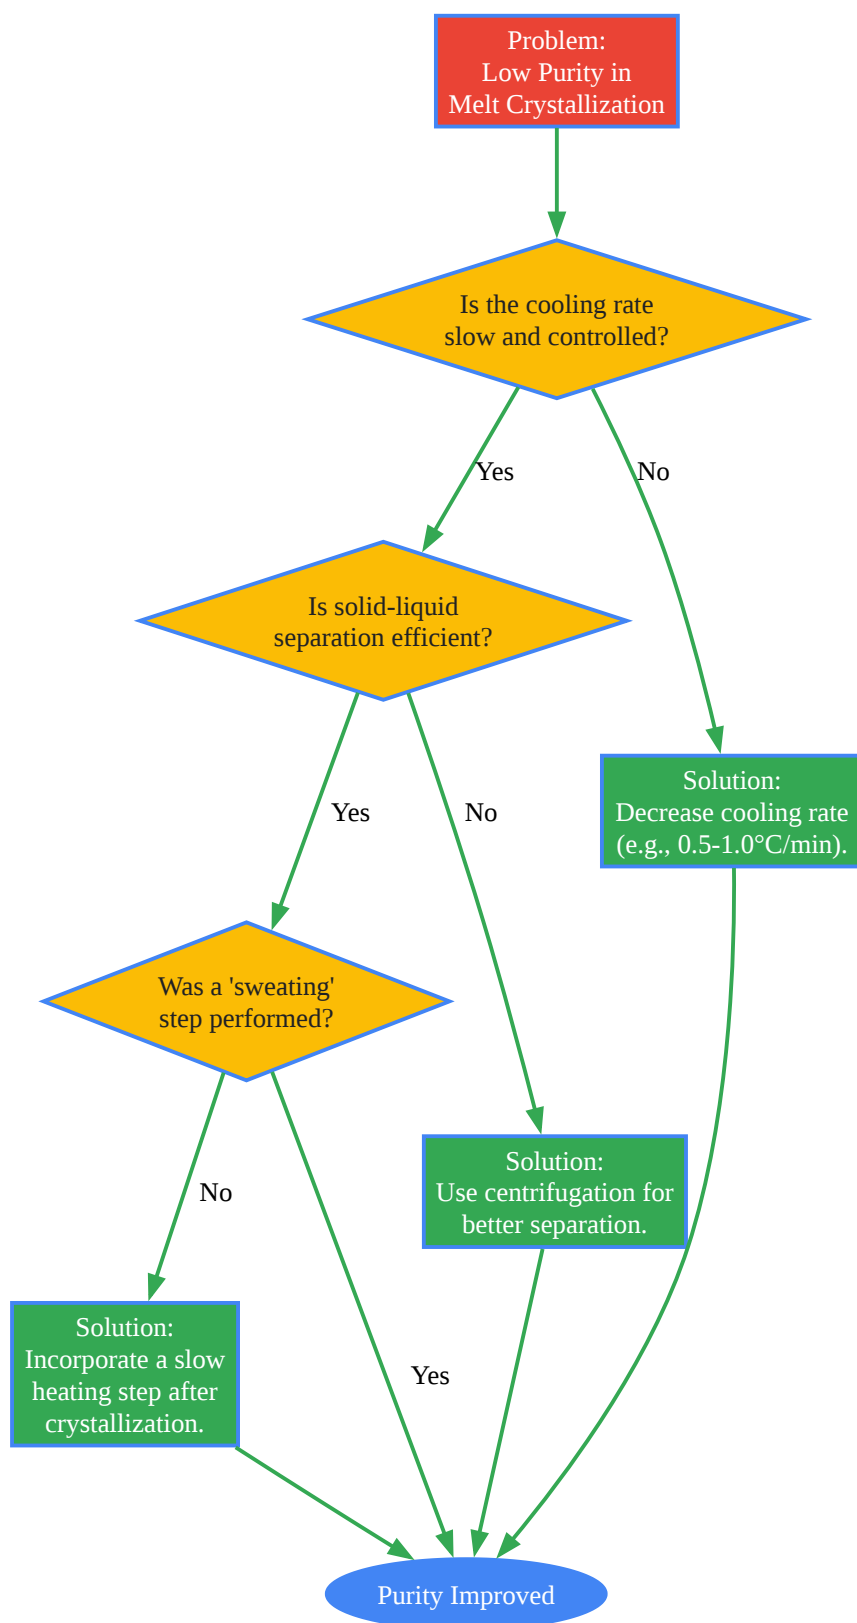 Problem:
Low Purity in
Melt Crystallization
Is the cooling rate
slow and controlled?
Yes
No
Is solid-liquid
separation efficient?
Solution:
Decrease cooling rate
(e.g., 0.5-1.0°C/min).
Yes
No
Was a 'sweating'
step performed?
Solution:
Use centrifugation for
better separation.
No
Solution:
Incorporate a slow
heating step after
crystallization.
Yes
Purity Improved